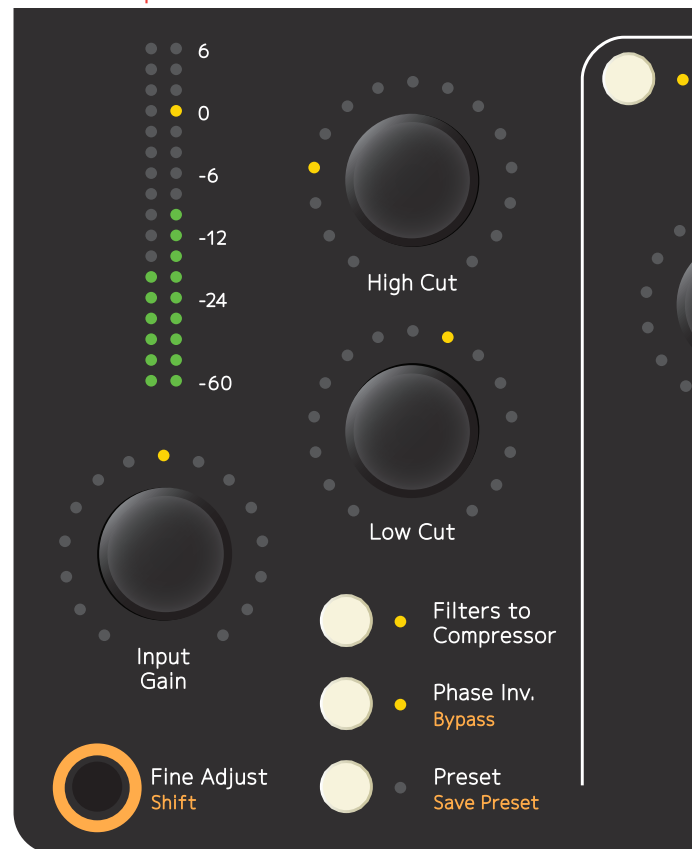 6
0
-6
-12
-24
-60
High Cut
Low Cut
Input
Gain
Filters to
Compressor
Phase Inv.
Bypass
Fine Adjust
Shift
Preset
Save Preset